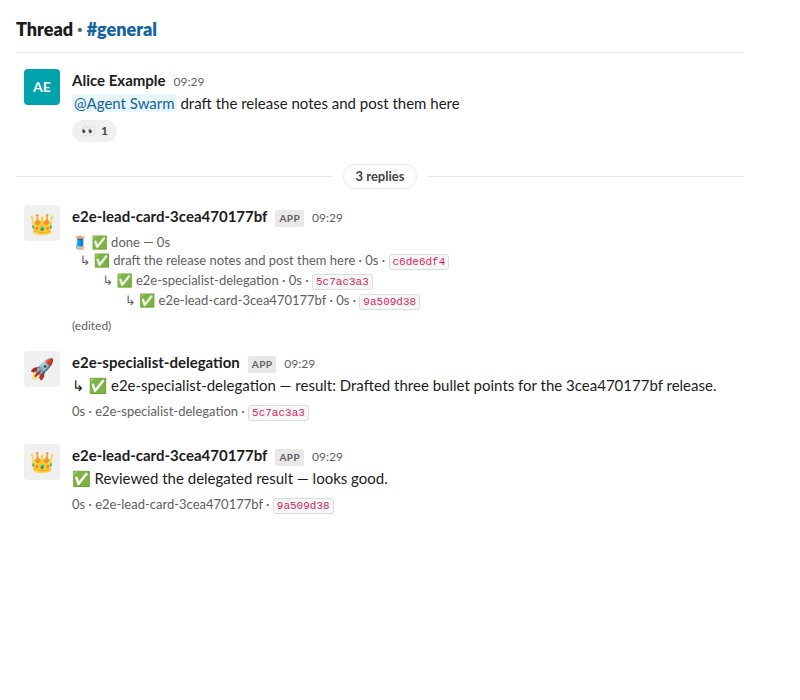 Thread • #general
AE
Alice Example 09:29
@Agent Swarm draft the release notes and post them here
👀 1
3 replies
e2e-lead-card-3cea470177bf APP 09:29
🧵 ✅ done — 0s
↳ ✅ draft the release notes and post them here · 0s · c6de6df4
↳ ✅ e2e-specialist-delegation · 0s · 5c7ac3a3
↳ ✅ e2e-lead-card-3cea470177bf · 0s · 9a509d38
(edited)
e2e-specialist-delegation APP 09:29
↳ ✅ e2e-specialist-delegation — result: Drafted three bullet points for the 3cea470177bf release.
0s · e2e-specialist-delegation · 5c7ac3a3
e2e-lead-card-3cea470177bf APP 09:29
✅ Reviewed the delegated result — looks good.
0s · e2e-lead-card-3cea470177bf · 9a509d38